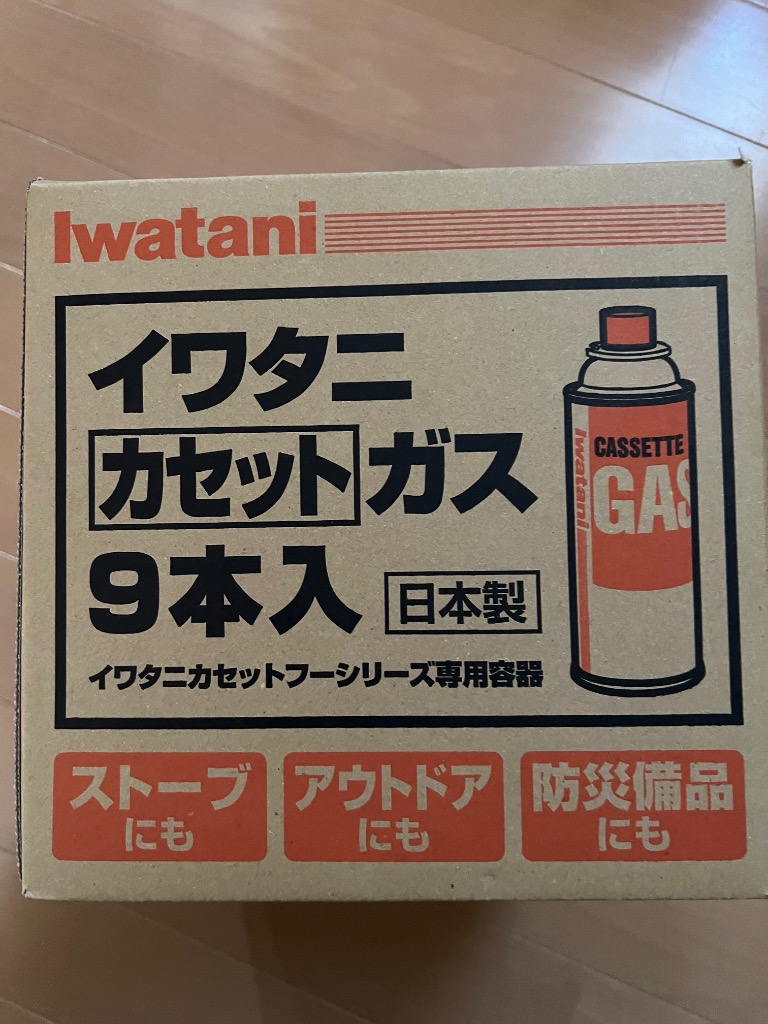 Iwatani
イワタニ
カセットガス
9本入 日本製
イワタニカセットフーシリーズ専用容器
Iwatani
CASSETTE
GAS
ストーブ
にも
アウトドア
にも
防災備品
にも